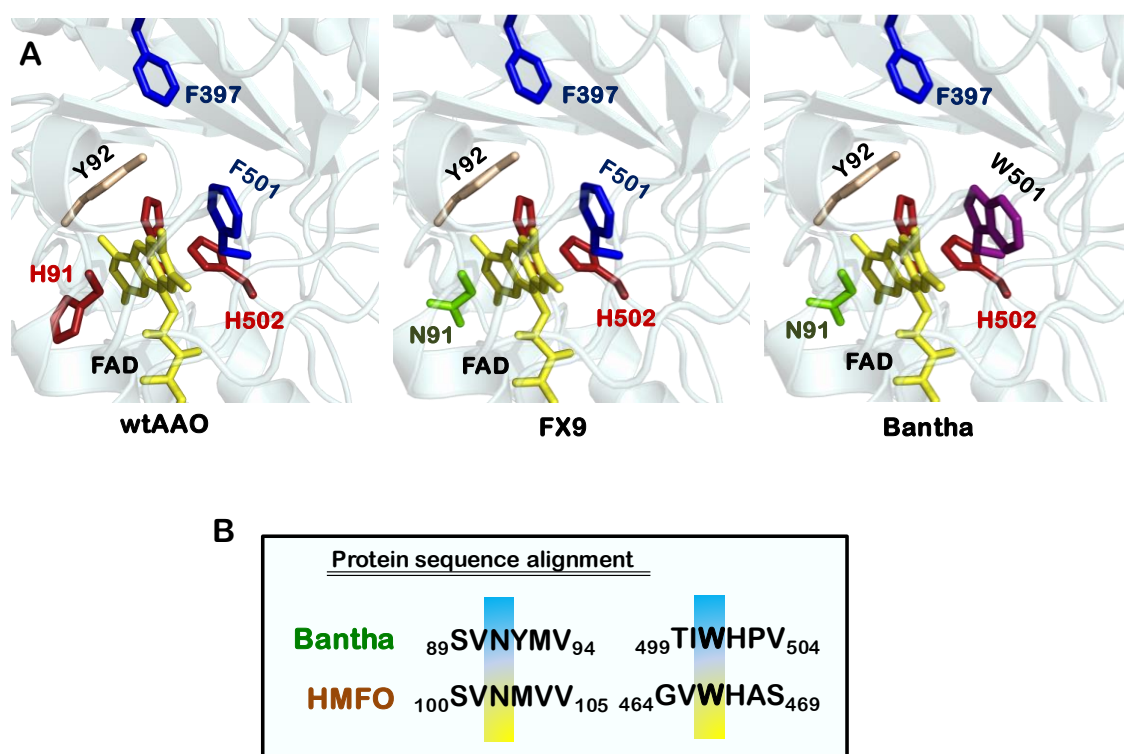 A
F397
Y92
F501
H91
H502
FAD
wtAAO
F397
Y92
F501
N91
H502
FAD
FX9
F397
Y92
W501
N91
H502
FAD
Bantha
B
Protein sequence alignment
Bantha 89SVNYMV94 499TIWHPV504
HMFO 100SVNMVV105 464GVWHAS469